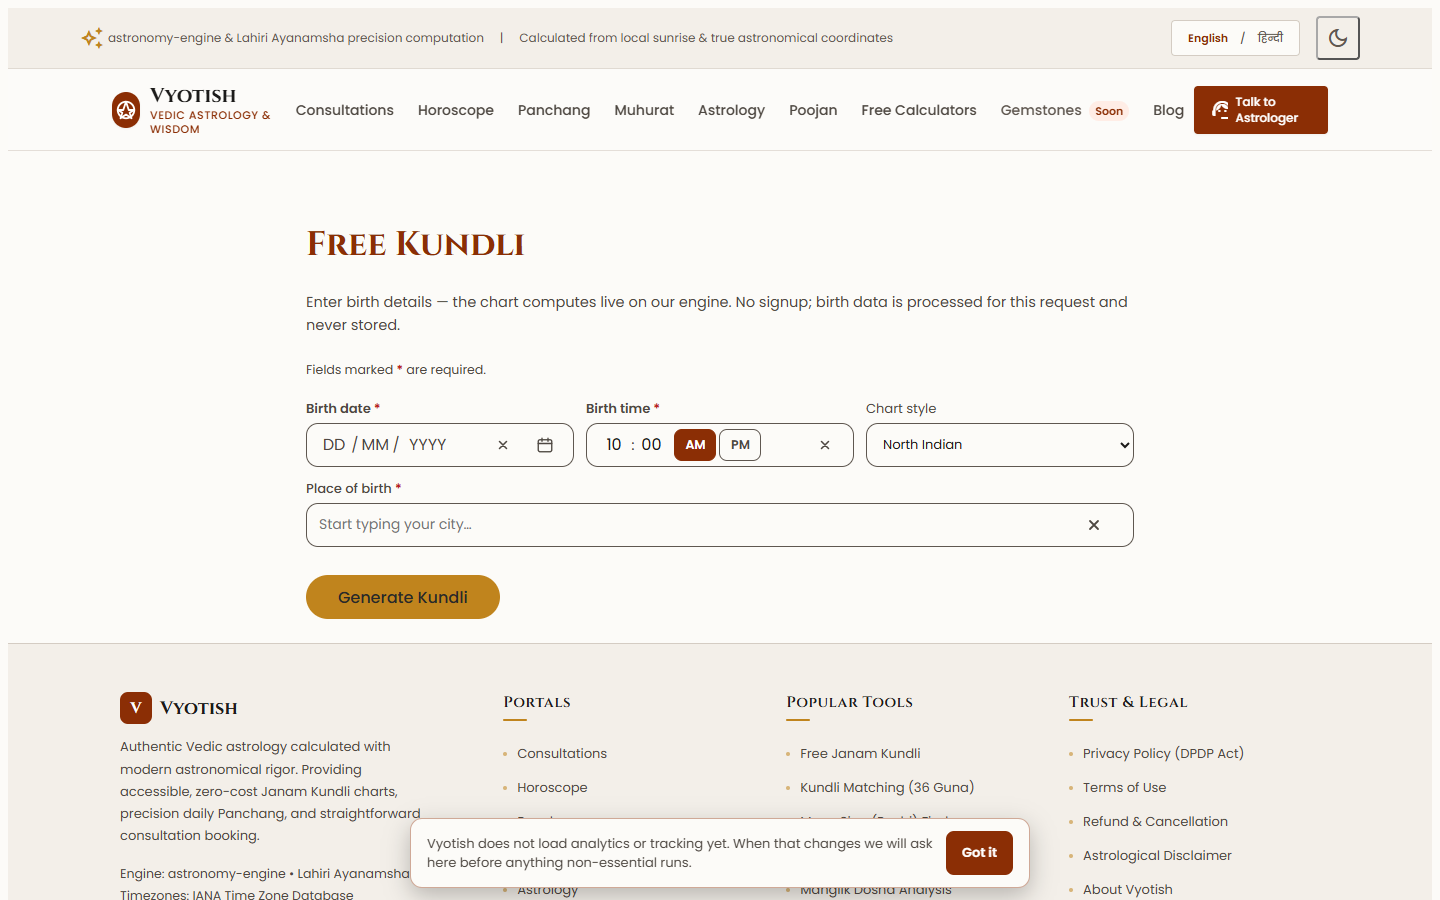 astronomy-engine & Lahiri Ayanamsha precision computation | Calculated from local sunrise & true astronomical coordinates
English / हिन्दी
Vyotish
VEDIC ASTROLOGY &
WISDOM
Consultations
Horoscope
Panchang
Muhurat
Astrology
Poojan
Free Calculators
Gemstones Soon
Blog
Talk to
Astrologer
Free Kundli
Enter birth details — the chart computes live on our engine. No signup; birth data is processed for this request and
never stored.
Fields marked * are required.
Birth date *
Birth time *
Chart style
DD / MM / YYYY
10 : 00 AM PM
North Indian
Place of birth *
Start typing your city...
Generate Kundli
V Vyotish
Authentic Vedic astrology calculated with
modern astronomical rigor. Providing
accessible, zero-cost Janam Kundli charts,
precision daily Panchang, and straightforward
consultation booking.
Engine: astronomy-engine • Lahiri Ayanamsha
Timezones: IANA Time Zone Database
Portals
Consultations
Horoscope
Astrology
Popular Tools
Free Janam Kundli
Kundli Matching (36 Guna)
Manglik Dosha Analysis
Trust & Legal
Privacy Policy (DPDP Act)
Terms of Use
Refund & Cancellation
Astrological Disclaimer
About Vyotish
Vyotish does not load analytics or tracking yet. When that changes we will ask
here before anything non-essential runs.
Got it